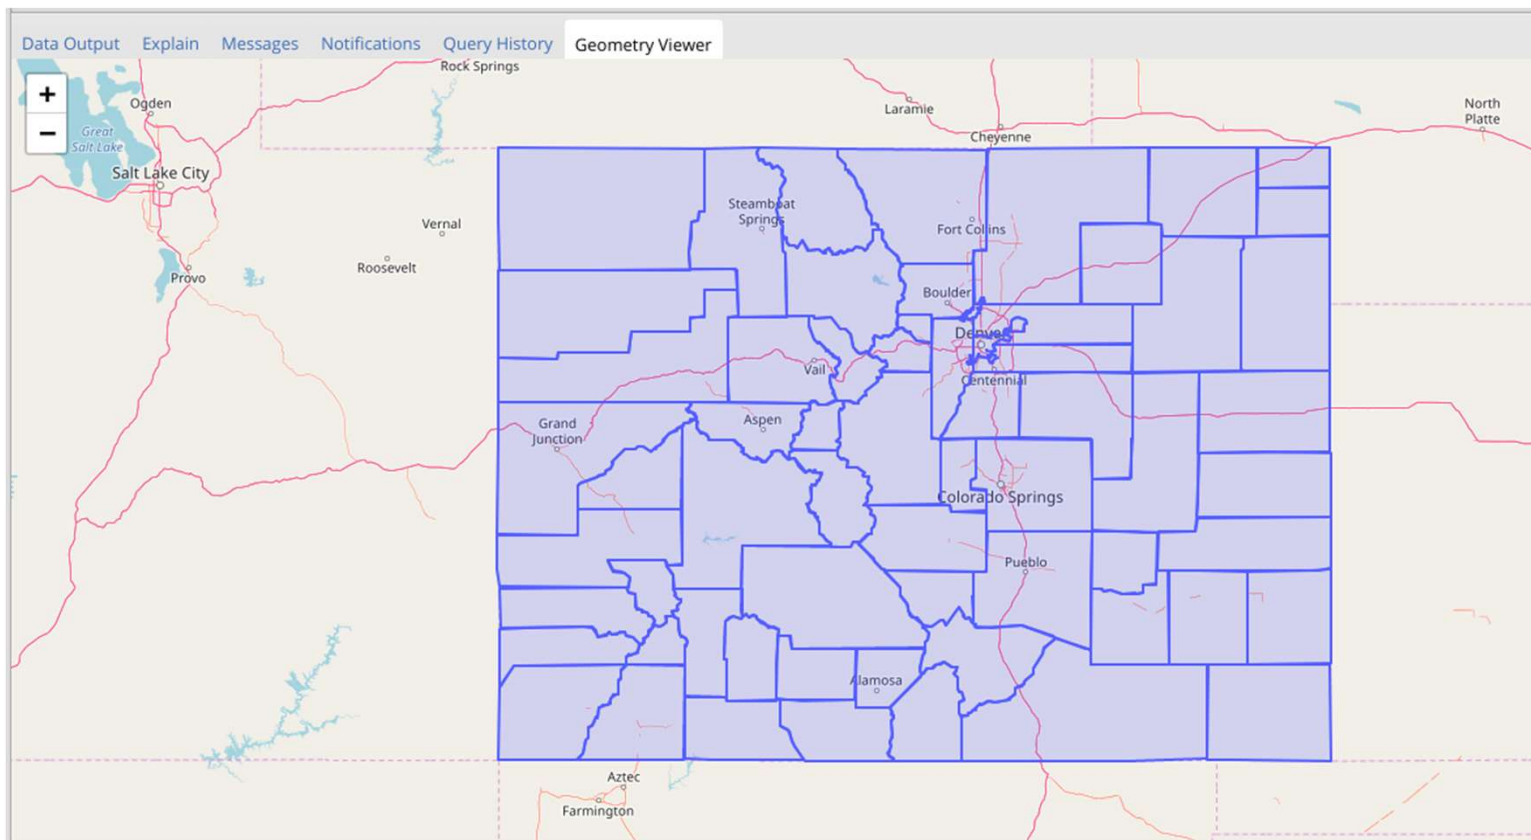 Data Output Explain Messages Notifications Query History Geometry Viewer
+
−
Rock Springs
Ogden
Great
Salt Lake
Salt Lake City
Laramie
Cheyenne
North
Platte
Vernal
Steamboat
Springs
Fort Collins
Roosevelt
Provo
Boulder
Denver
Vail
Centennial
Grand
Junction
Aspen
Colorado Springs
Pueblo
Alamosa
Aztec
Farmington